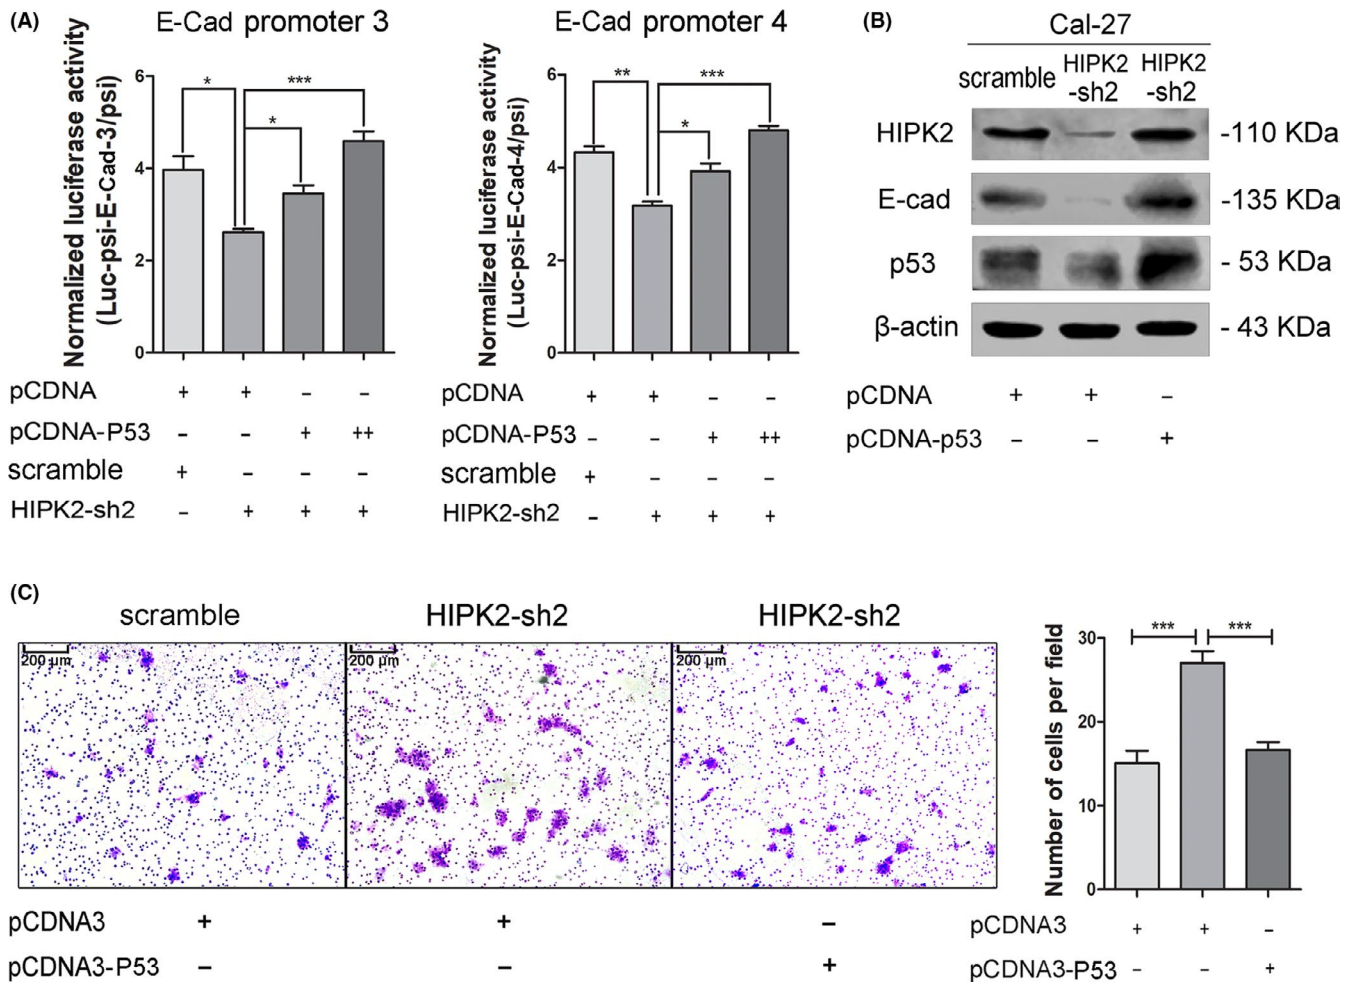 (A)
E-Cad promoter 3
Normalized luciferase activity
(Luc-psi-E-Cad-3/psi)
6
4
2
0
*
***
*
pCDNA + + – –
pCDNA-P53 – – + ++
scramble + – – –
HIPK2-sh2 – + + +
E-Cad promoter 4
Normalized luciferase activity
(Luc-psi-E-Cad-4/psi)
6
4
2
0
**
***
*
pCDNA + + – –
pCDNA-P53 – – + ++
scramble + – – –
HIPK2-sh2 – + + +
(B)
Cal-27
scramble HIPK2-sh2 HIPK2-sh2
HIPK2 -110 KDa
E-cad -135 KDa
p53 - 53 KDa
β-actin - 43 KDa
pCDNA + + –
pCDNA-p53 – – +
(C)
scramble HIPK2-sh2 HIPK2-sh2
200 µm 200 µm 200 µm
pCDNA3 + + –
pCDNA3-P53 – – +
Number of cells per field
30
20
10
0
*** ***
pCDNA3 + + –
pCDNA3-P53 – – +